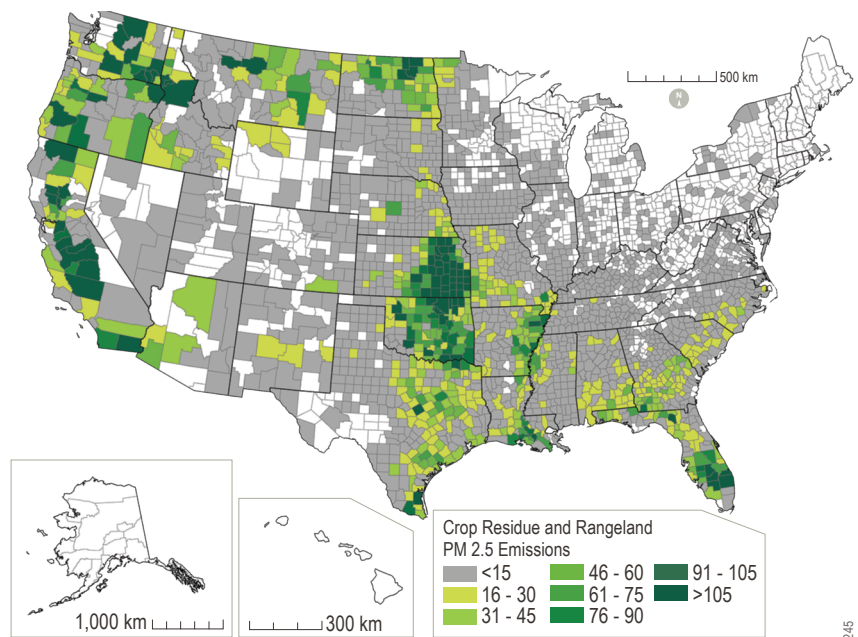 500 km
N
1,000 km
300 km
Crop Residue and Rangeland
PM 2.5 Emissions
<15 46 - 60 91 - 105
16 - 30 61 - 75 >105
31 - 45 76 - 90